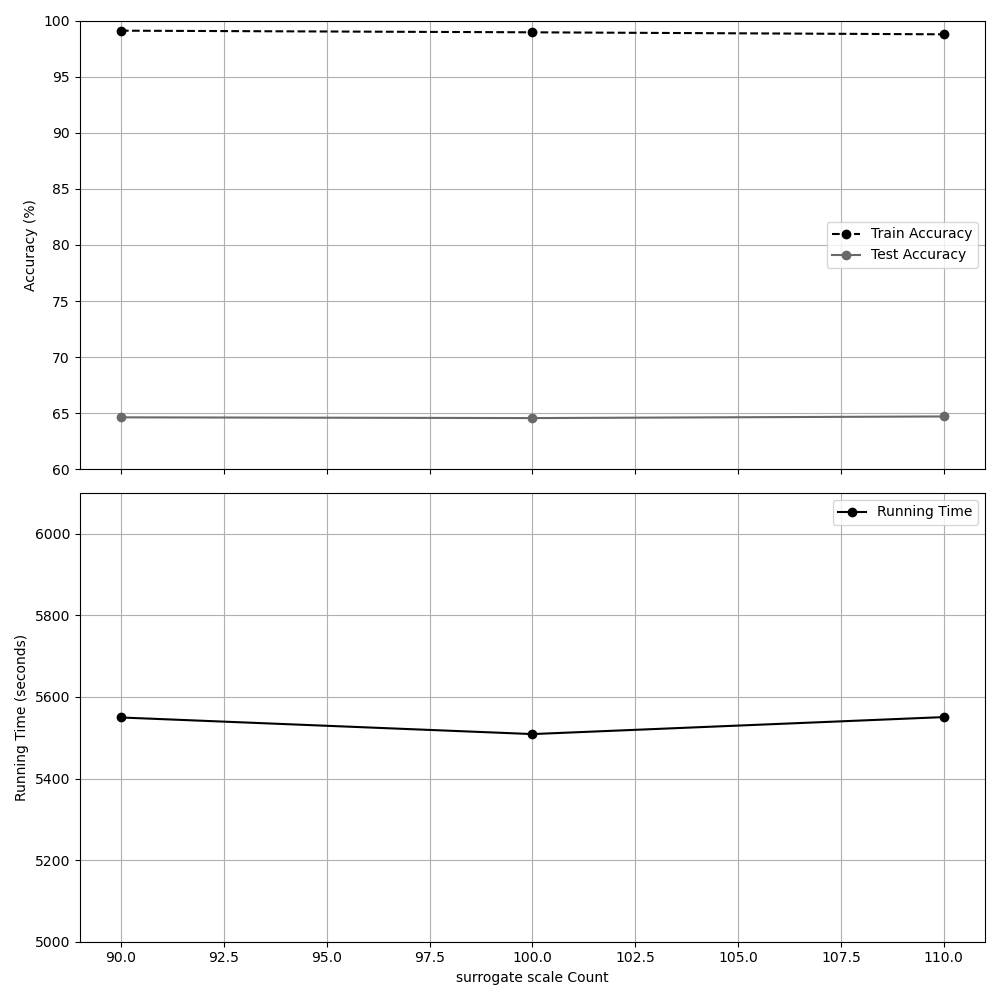 100
95
90
85
80
75
70
65
60
Accuracy (%)
Train Accuracy
Test Accuracy
6000
5800
5600
5400
5200
5000
Running Time (seconds)
Running Time
90.0 92.5 95.0 97.5 100.0 102.5 105.0 107.5 110.0
surrogate scale Count